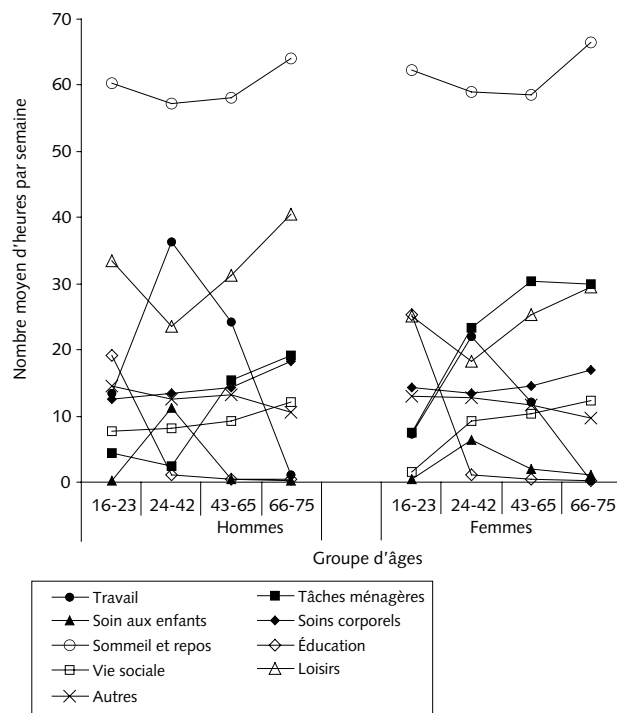 70
60
50
40
30
20
10
0
Nombre moyen d'heures par semaine
16-23 24-42 43-65 66-75 16-23 24-42 43-65 66-75
Hommes Femmes
Groupe d'âges
Travail Tâches ménagères
Soin aux enfants Soins corporels
Sommeil et repos Éducation
Vie sociale Loisirs
Autres